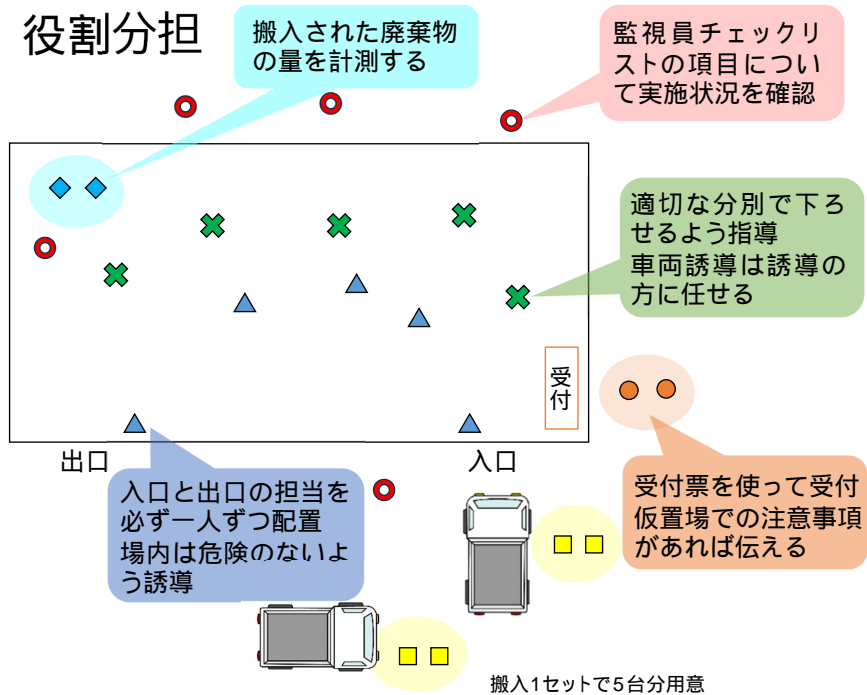 役割分担
搬入された廃棄物
の量を計測する
監視員チェックリ
ストの項目につい
て実施状況を確認
適切な分別で下ろ
せるよう指導
車両誘導は誘導の
方に任せる
受付
出口
入口
入口と出口の担当を
必ず一人ずつ配置
場内は危険のないよ
う誘導
受付票を使って受付
仮置場での注意事項
があれば伝える
搬入1セットで5台分用意